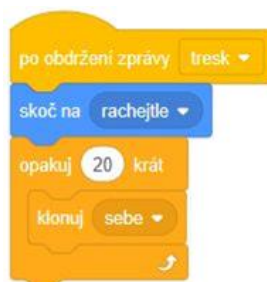 po obdržení zprávy tresk
skoč na rachejtle
opakuj 20 krát
klonuj sebe